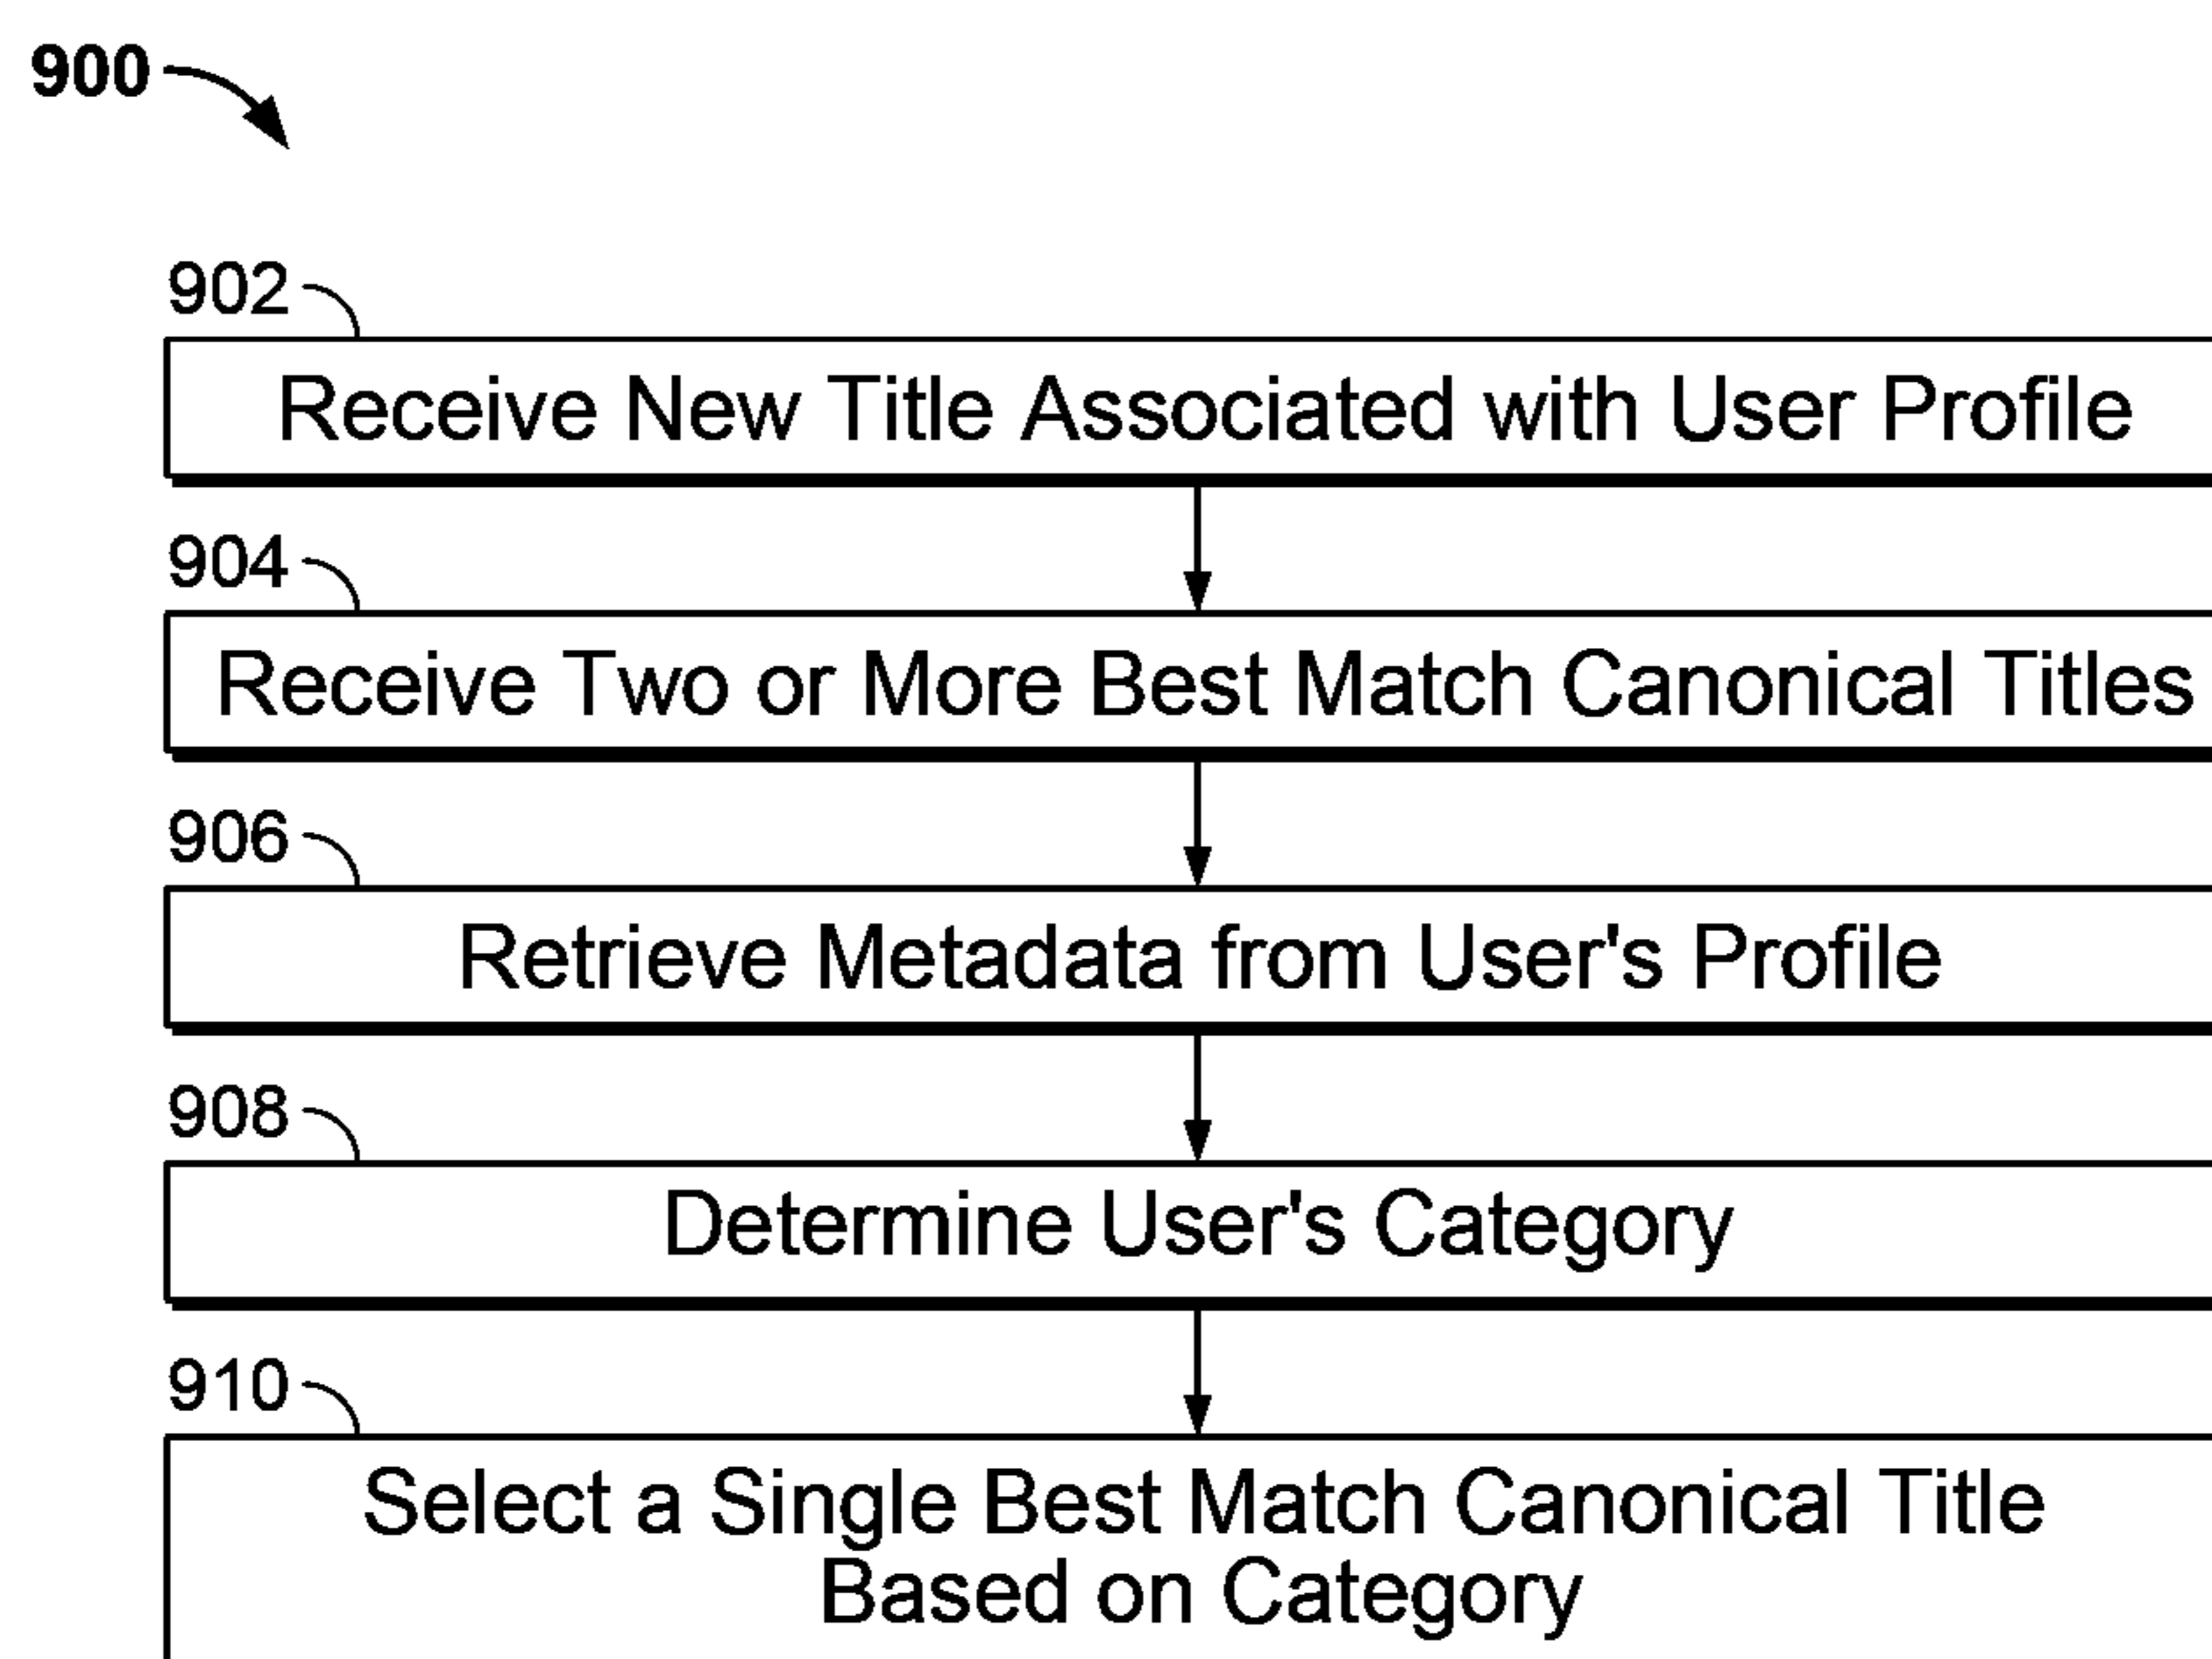 900
902
Receive New Title Associated with User Profile
904
Receive Two or More Best Match Canonical Titles
906
Retrieve Metadata from User's Profile
908
Determine User's Category
910
Select a Single Best Match Canonical Title
Based on Category